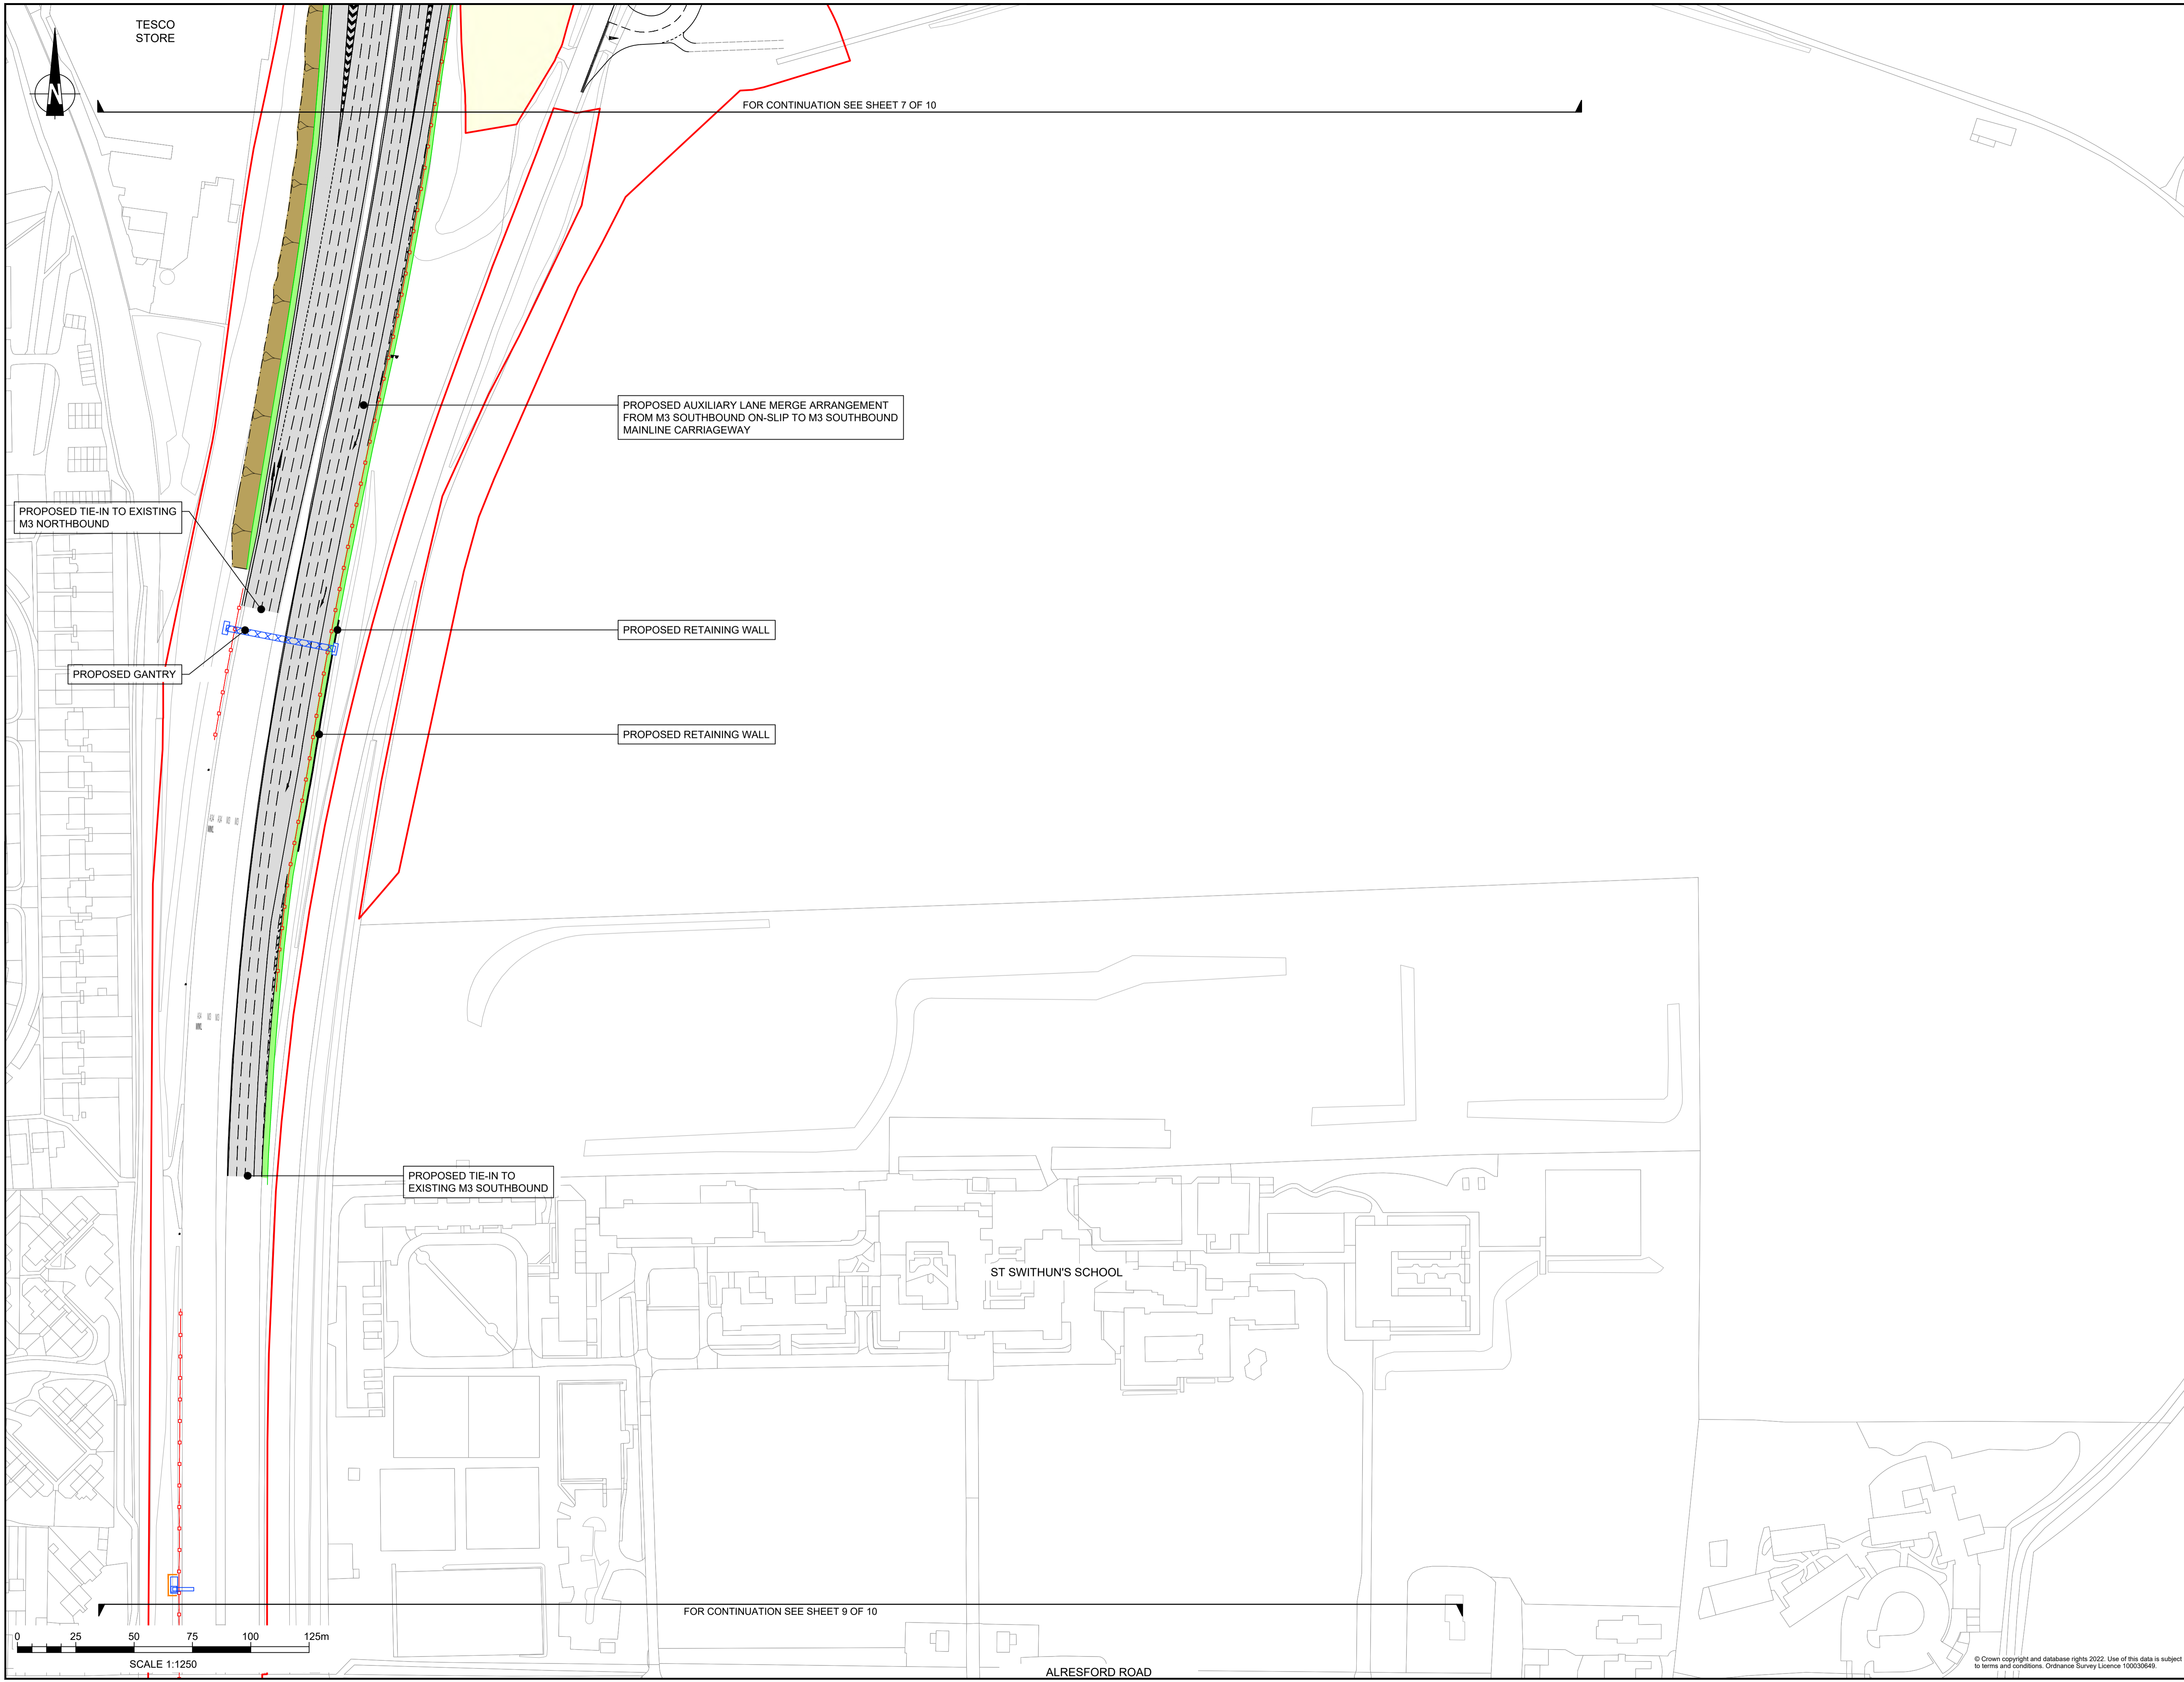 TESCO
STORE
N
FOR CONTINUATION SEE SHEET 7 OF 10
PROPOSED AUXILIARY LANE MERGE ARRANGEMENT
FROM M3 SOUTHBOUND ON-SLIP TO M3 SOUTHBOUND
MAINLINE CARRIAGEWAY
PROPOSED TIE-IN TO EXISTING
M3 NORTHBOUND
PROPOSED RETAINING WALL
PROPOSED GANTRY
PROPOSED RETAINING WALL
PROPOSED TIE-IN TO
EXISTING M3 SOUTHBOUND
ST SWITHUN'S SCHOOL
FOR CONTINUATION SEE SHEET 9 OF 10
0 25 50 75 100 125m
SCALE 1:1250
ALRESFORD ROAD
© Crown copyright and database rights 2022. Use of this data is subject
to terms and conditions. Ordnance Survey Licence 100030649.